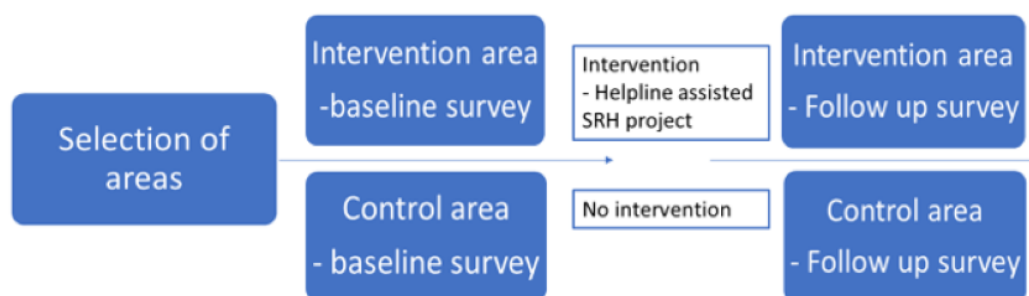 Selection of
areas
Intervention area
-baseline survey
Control area
- baseline survey
Intervention
- Helpline assisted
SRH project
No intervention
Intervention area
- Follow up survey
Control area
- Follow up survey